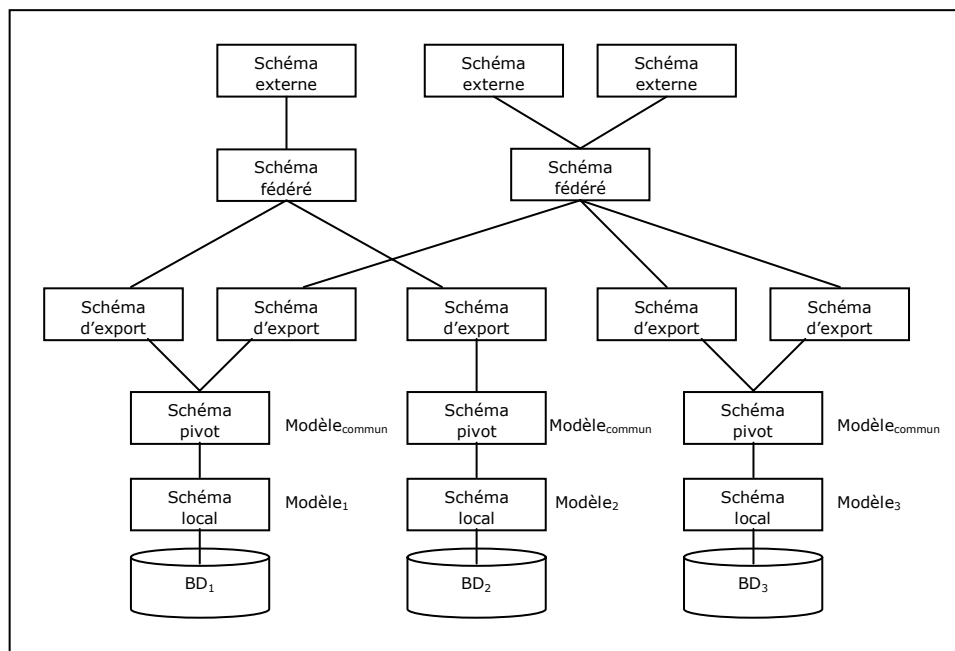 Schéma
externe
Schéma
externe
Schéma
externe
Schéma
fédéré
Schéma
fédéré
Schéma
d'export
Schéma
d'export
Schéma
d'export
Schéma
d'export
Schéma
d'export
Schéma
pivot
Modèlecommun
Schéma
pivot
Modèlecommun
Schéma
pivot
Modèlecommun
Schéma
local
Modèle1
Schéma
local
Modèle2
Schéma
local
Modèle3
BD1
BD2
BD3